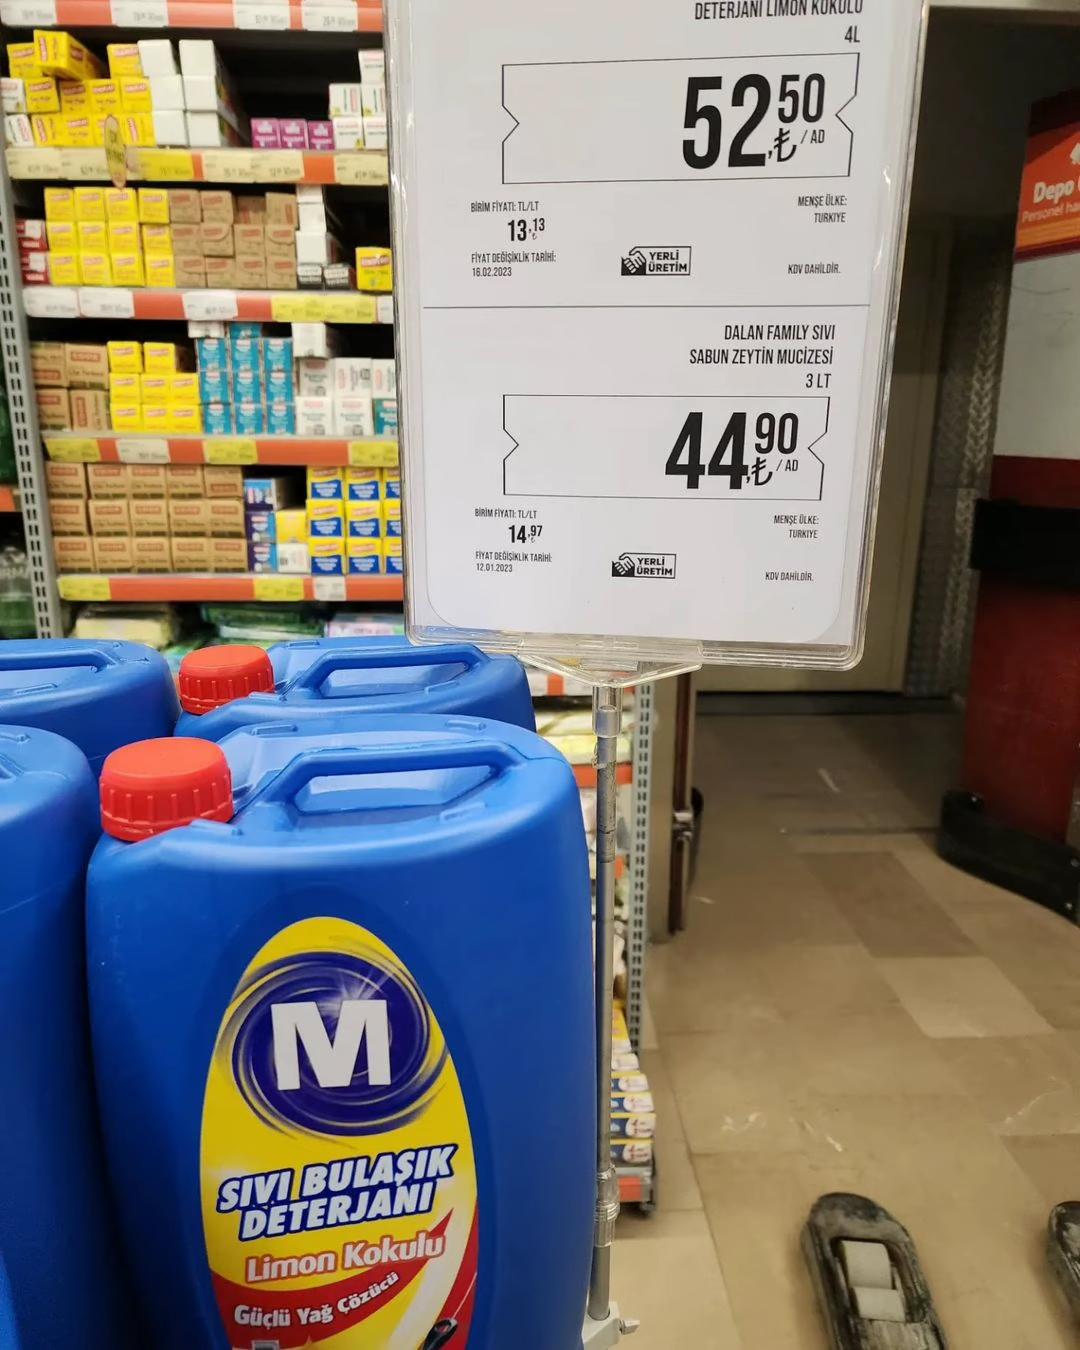 DETERJANI LİMON KOKULU
4L
52,50 ₺ / AD
BİRİM FİYATI: TL/LT
13,13 ₺
FİYAT DEĞİŞİKLİK TARİHİ:
16.02.2023
YERLİ
ÜRETİM
MENŞE ÜLKE:
TURKIYE
KDV DAHİLDİR.
DALAN FAMILY SIVI
SABUN ZEYTİN MUCİZESİ
3 LT
44,90 ₺ / AD
BİRİM FİYATI: TL/LT
14,97 ₺
FİYAT DEĞİŞİKLİK TARİHİ:
12.01.2023
YERLİ
ÜRETİM
MENŞE ÜLKE:
TURKIYE
KDV DAHİLDİR.
Depo
Personel
M
SIVI BULAŞIK
DETERJANI
Limon Kokulu
Güçlü Yağ Çözücü